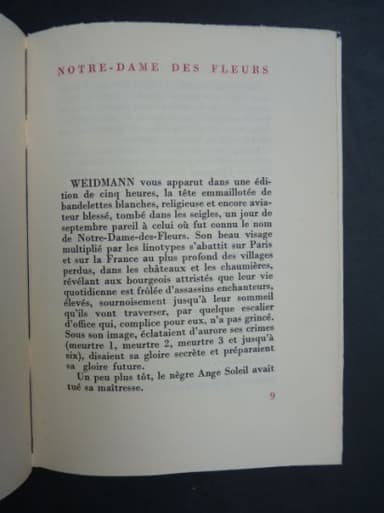 NOTRE-DAME DES FLEURS
WEIDMANN vous apparut dans une édi-
tion de cinq heures, la tête emmaillotée de
bandelettes blanches, religieuse et encore avia-
teur blessé, tombé dans les seigles, un jour de
septembre pareil à celui où fut connu le nom
de Notre-Dame-des-Fleurs. Son beau visage
multiplié par les linotypes s'abattit sur Paris
et sur la France au plus profond des villages
perdus, dans les châteaux et les chaumières,
révélant aux bourgeois attristés que leur vie
quotidienne est frôlée d'assassins enchanteurs,
élevés, sournoisement jusqu'à leur sommeil
qu'ils vont traverser, par quelque escalier
d'office qui, complice pour eux, n'a pas grincé.
Sous son image, éclataient d'aurore ses crimes
(meurtre 1, meurtre 2, meurtre 3 et jusqu'à
six), disaient sa gloire secrète et préparaient
sa gloire future.
Un peu plus tôt, le nègre Ange Soleil avait
tué sa maîtresse.
9